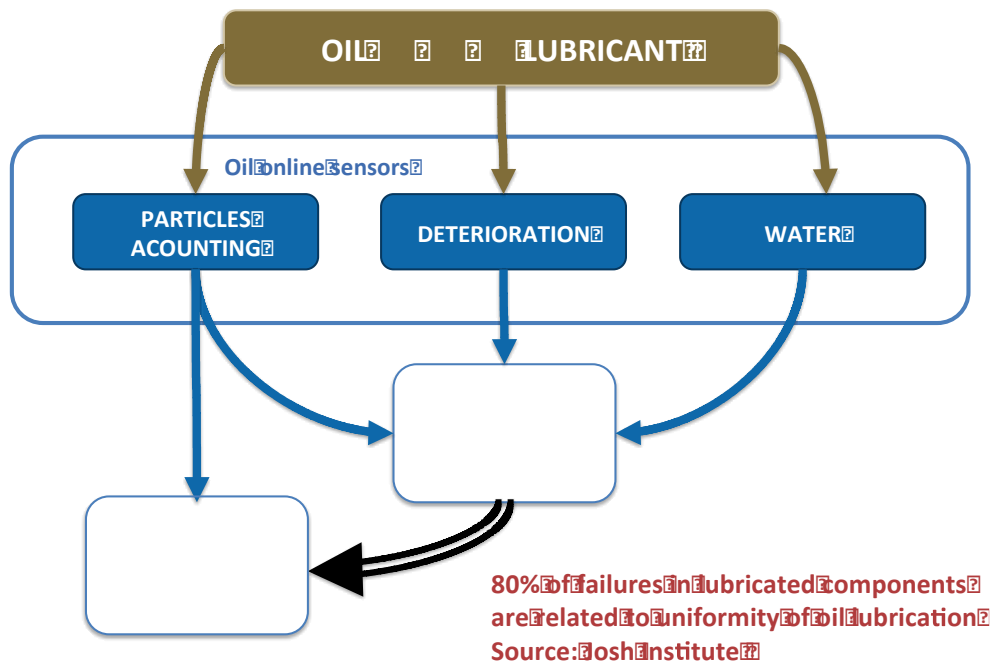 OIL LUBRICANT
Oil online sensors
PARTICLES
ACOUNTING
DETERIORATION
WATER
80% of failures in lubricated components
are related to uniformity of oil lubrication
Source: Josh Institute